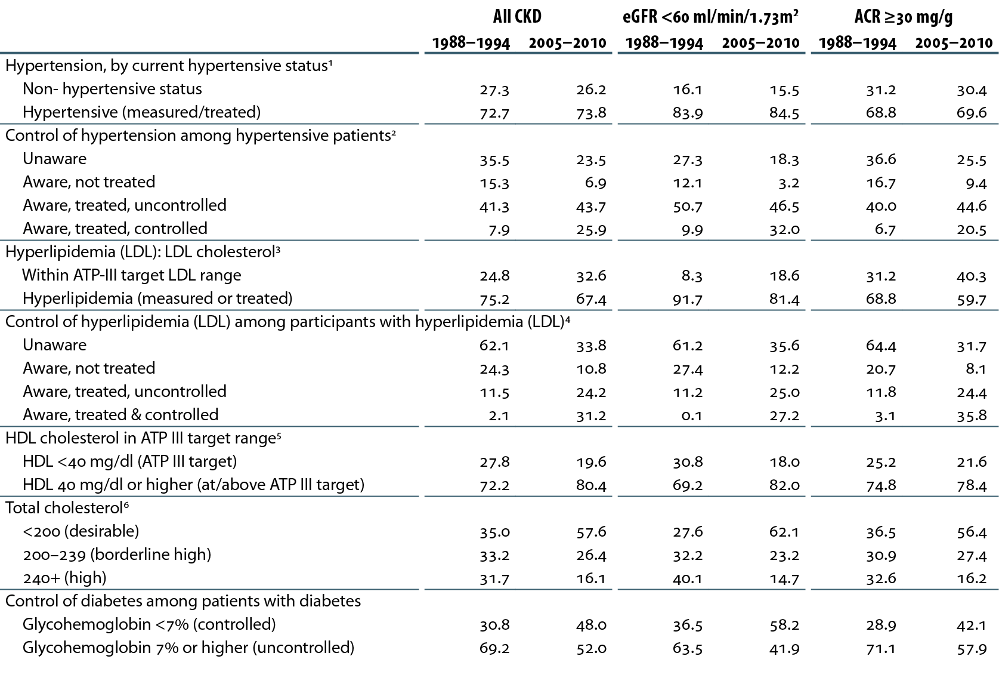 All CKD eGFR <60 ml/min/1.73m² ACR ≥30 mg/g
1988–1994 2005–2010 1988–1994 2005–2010 1988–1994 2005–2010
Hypertension, by current hypertensive status¹
Non- hypertensive status 27.3 26.2 16.1 15.5 31.2 30.4
Hypertensive (measured/treated) 72.7 73.8 83.9 84.5 68.8 69.6
Control of hypertension among hypertensive patients²
Unaware 35.5 23.5 27.3 18.3 36.6 25.5
Aware, not treated 15.3 6.9 12.1 3.2 16.7 9.4
Aware, treated, uncontrolled 41.3 43.7 50.7 46.5 40.0 44.6
Aware, treated, controlled 7.9 25.9 9.9 32.0 6.7 20.5
Hyperlipidemia (LDL): LDL cholesterol³
Within ATP-III target LDL range 24.8 32.6 8.3 18.6 31.2 40.3
Hyperlipidemia (measured or treated) 75.2 67.4 91.7 81.4 68.8 59.7
Control of hyperlipidemia (LDL) among participants with hyperlipidemia (LDL)⁴
Unaware 62.1 33.8 61.2 35.6 64.4 31.7
Aware, not treated 24.3 10.8 27.4 12.2 20.7 8.1
Aware, treated, uncontrolled 11.5 24.2 11.2 25.0 11.8 24.4
Aware, treated & controlled 2.1 31.2 0.1 27.2 3.1 35.8
HDL cholesterol in ATP III target range⁵
HDL <40 mg/dl (ATP III target) 27.8 19.6 30.8 18.0 25.2 21.6
HDL 40 mg/dl or higher (at/above ATP III target) 72.2 80.4 69.2 82.0 74.8 78.4
Total cholesterol⁶
<200 (desirable) 35.0 57.6 27.6 62.1 36.5 56.4
200–239 (borderline high) 33.2 26.4 32.2 23.2 30.9 27.4
240+ (high) 31.7 16.1 40.1 14.7 32.6 16.2
Control of diabetes among patients with diabetes
Glycohemoglobin <7% (controlled) 30.8 48.0 36.5 58.2 28.9 42.1
Glycohemoglobin 7% or higher (uncontrolled) 69.2 52.0 63.5 41.9 71.1 57.9